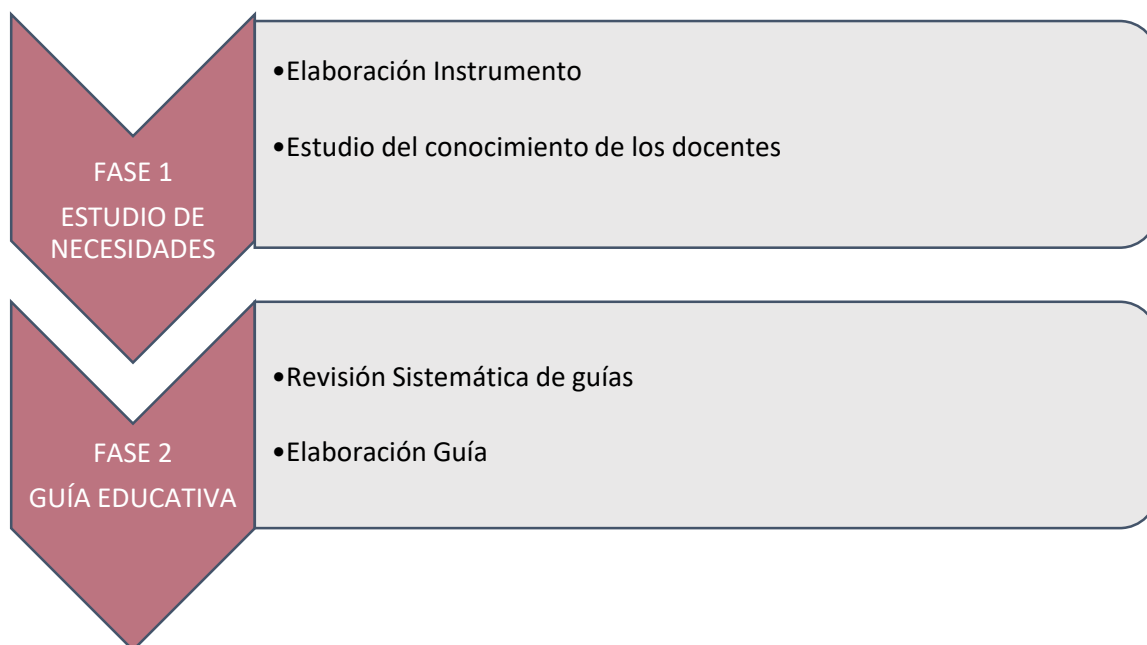 FASE 1
ESTUDIO DE
NECESIDADES
•Elaboración Instrumento
•Estudio del conocimiento de los docentes
FASE 2
GUÍA EDUCATIVA
•Revisión Sistemática de guías
•Elaboración Guía